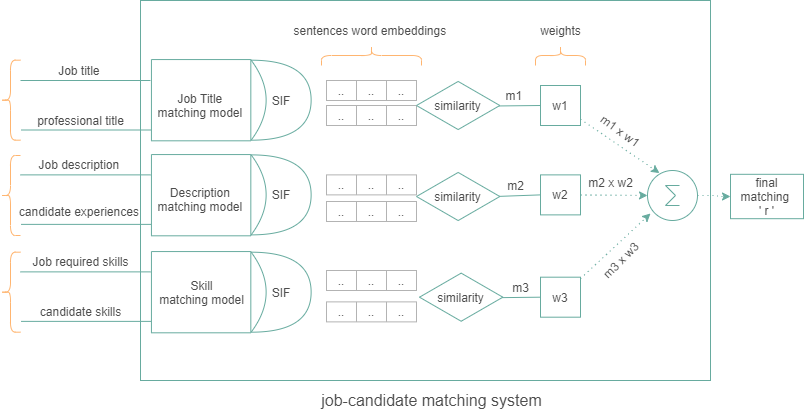 sentences word embeddings
weights
Job title
professional title
Job Title
matching model
SIF
.. .. ..
.. .. ..
similarity
m1
w1
m1 x w1
Job description
candidate experiences
Description
matching model
SIF
.. .. ..
.. .. ..
similarity
m2
w2
m2 x w2
Σ
final
matching
' r '
Job required skills
candidate skills
Skill
matching model
SIF
.. .. ..
.. .. ..
similarity
m3
w3
m3 x w3
job-candidate matching system